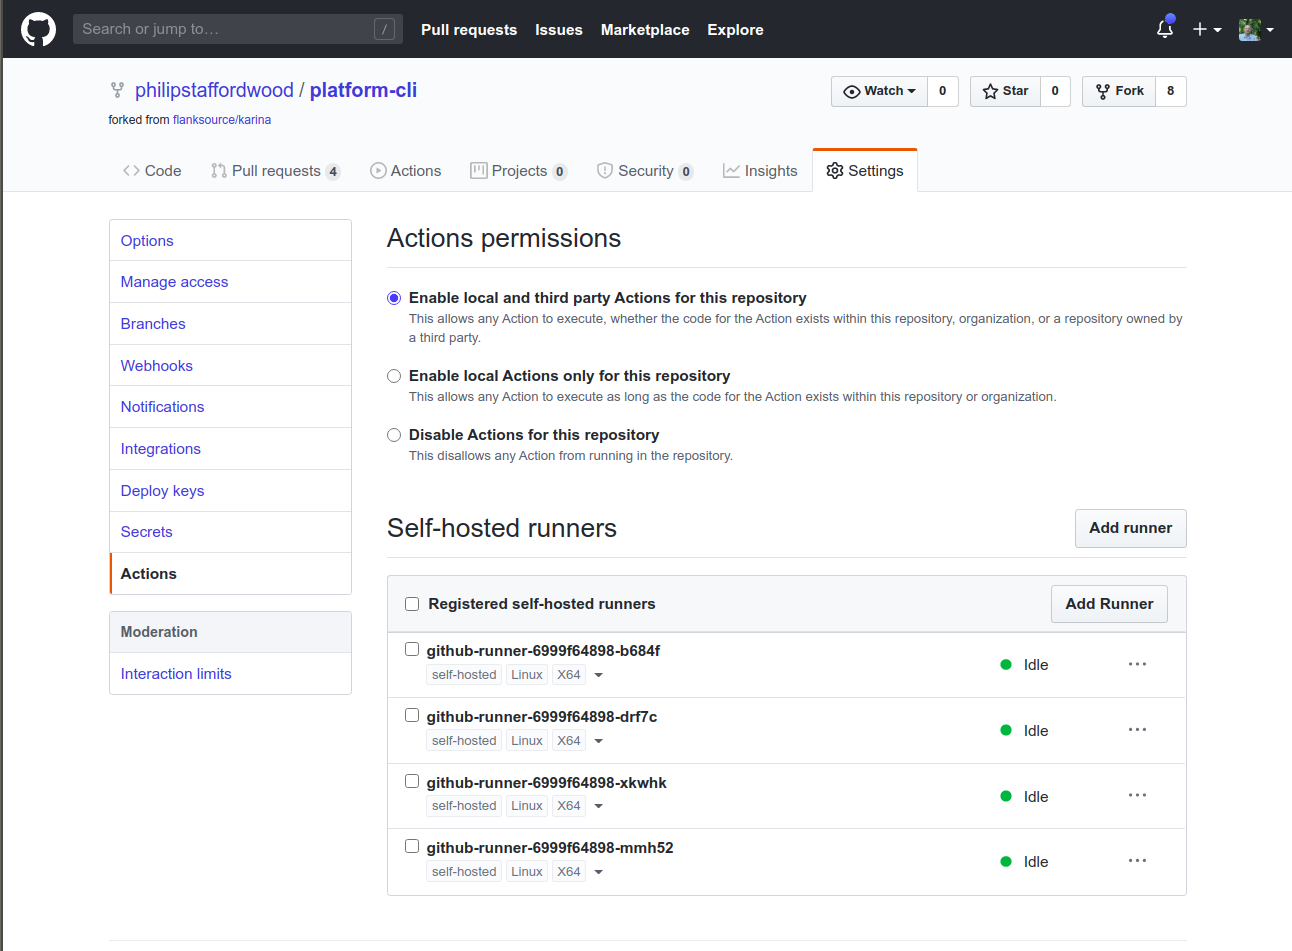 Search or jump to…
/
Pull requests Issues Marketplace Explore
philipstaffordwood / platform-cli
forked from flanksource/karina
Watch 0
Star 0
Fork 8
Code
Pull requests 4
Actions
Projects 0
Security 0
Insights
Settings
Options
Manage access
Branches
Webhooks
Notifications
Integrations
Deploy keys
Secrets
Actions
Moderation
Interaction limits
Actions permissions
Enable local and third party Actions for this repository
This allows any Action to execute, whether the code for the Action exists within this repository, organization, or a repository owned by
a third party.
Enable local Actions only for this repository
This allows any Action to execute as long as the code for the Action exists within this repository or organization.
Disable Actions for this repository
This disallows any Action from running in the repository.
Self-hosted runners
Add runner
Registered self-hosted runners
Add Runner
github-runner-6999f64898-b684f
self-hosted Linux X64
Idle
github-runner-6999f64898-drf7c
self-hosted Linux X64
Idle
github-runner-6999f64898-xkwhk
self-hosted Linux X64
Idle
github-runner-6999f64898-mmh52
self-hosted Linux X64
Idle